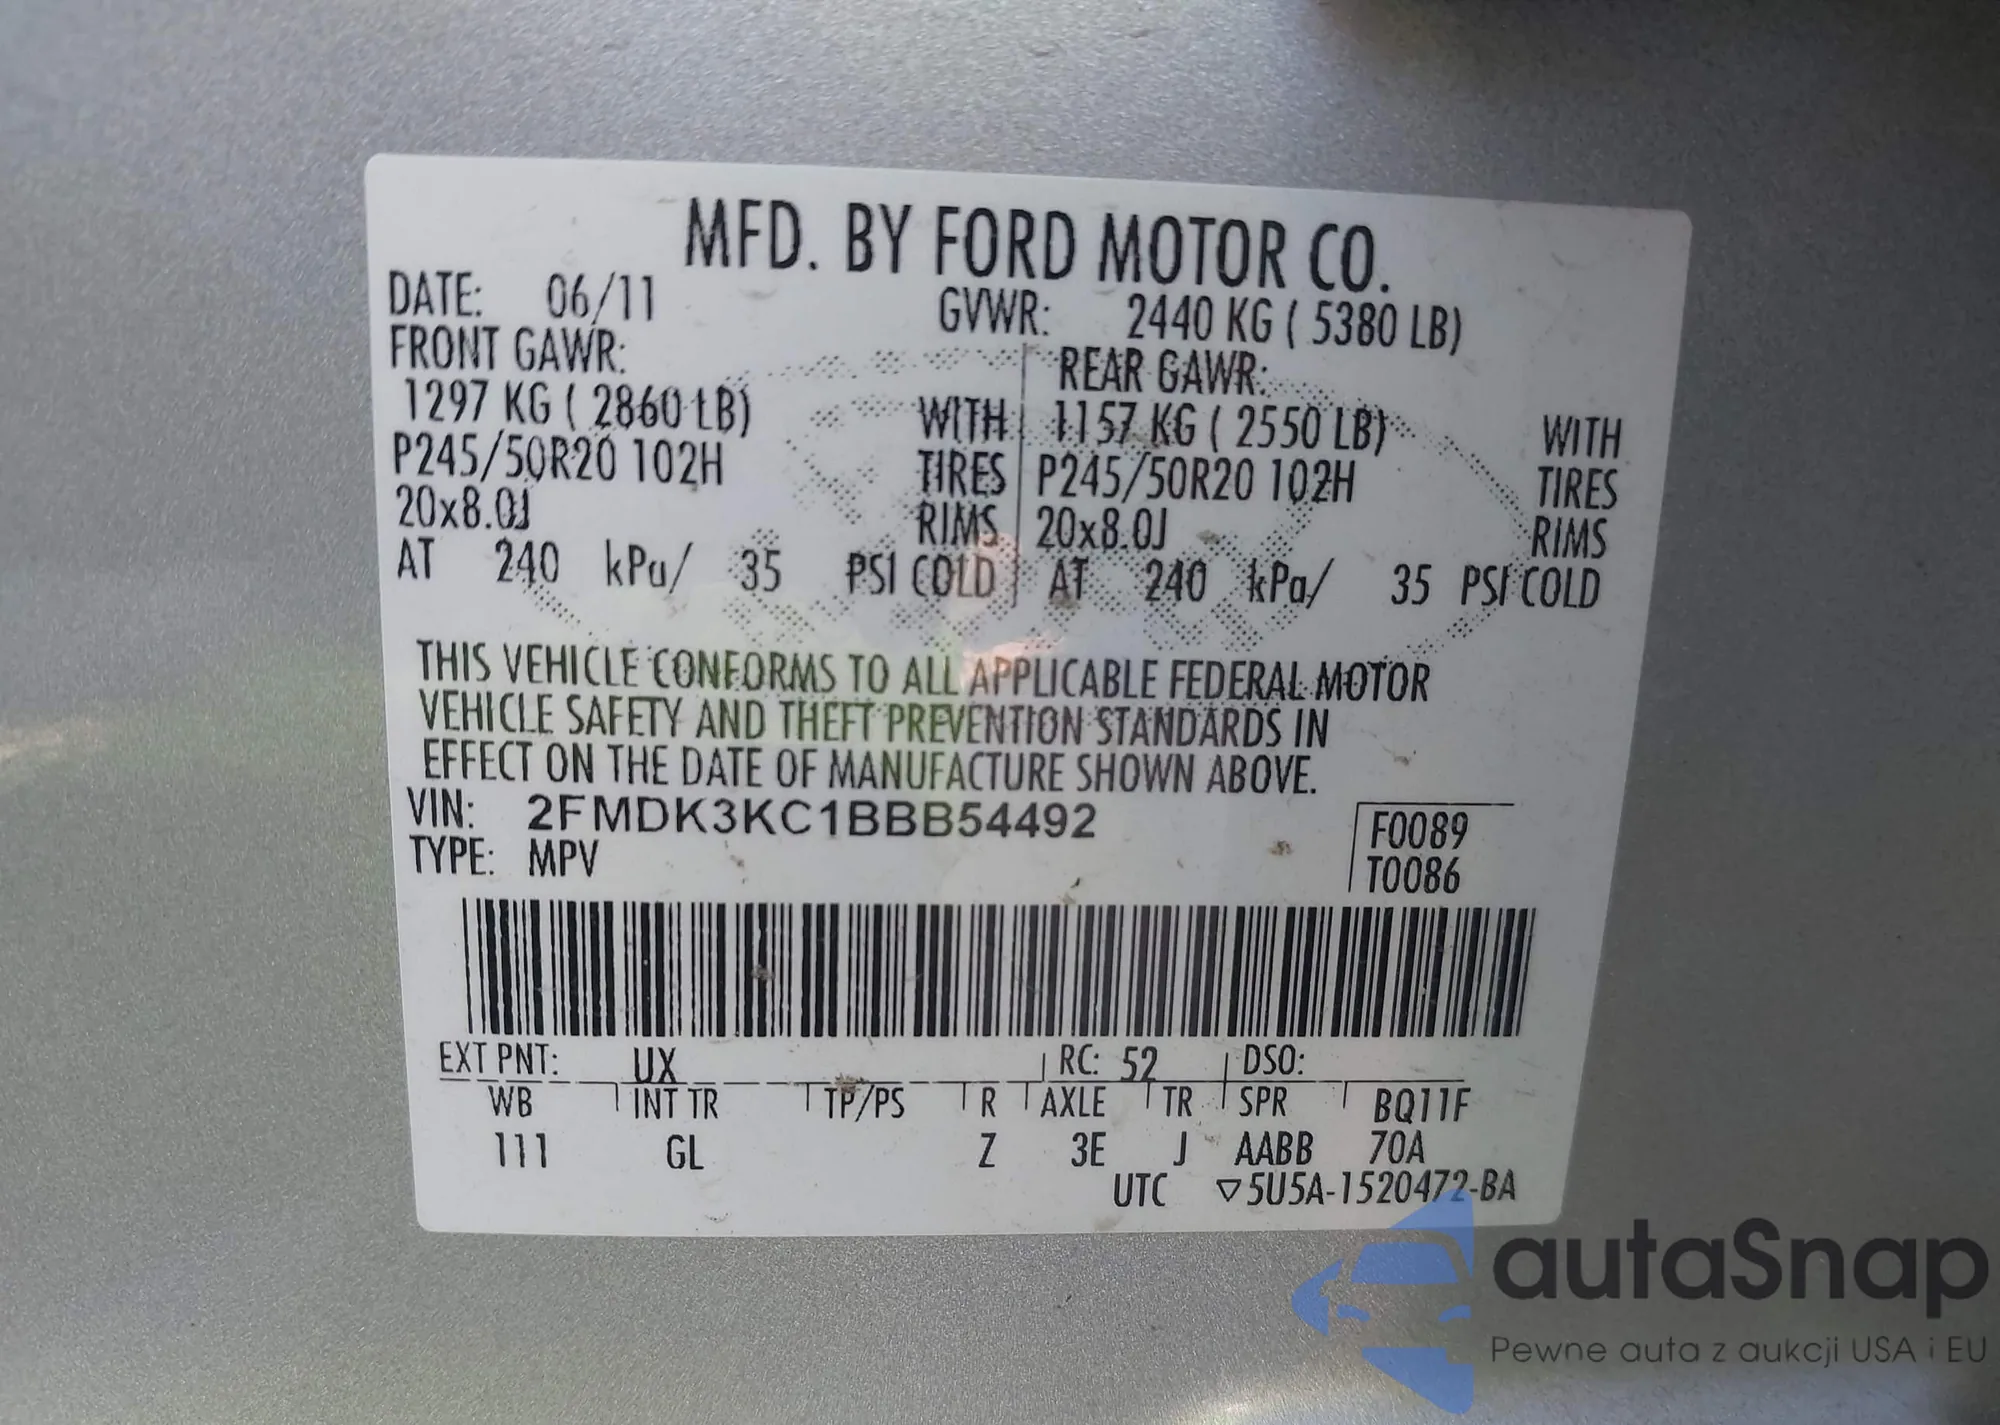 MFD. BY FORD MOTOR CO.
DATE: 06/11 GVWR: 2440 KG ( 5380 LB)
FRONT GAWR: REAR GAWR:
1297 KG ( 2860 LB) WITH 1157 KG ( 2550 LB) WITH
P245/50R20 102H TIRES P245/50R20 102H TIRES
20x8.0J RIMS 20x8.0J RIMS
AT 240 kPa/ 35 PSI COLD AT 240 kPa/ 35 PSI COLD
THIS VEHICLE CONFORMS TO ALL APPLICABLE FEDERAL MOTOR
VEHICLE SAFETY AND THEFT PREVENTION STANDARDS IN
EFFECT ON THE DATE OF MANUFACTURE SHOWN ABOVE.
VIN: 2FMDK3KC1BBB54492 F0089
TYPE: MPV T0086
EXT PNT: UX RC: 52 DSO:
WB INT TR TP/PS R AXLE TR SPR BQ11F
111 GL Z 3E J AABB 70A
UTC ▽5U5A-1520472-BA
autaSnap
Pewne auta z aukcji USA i EU